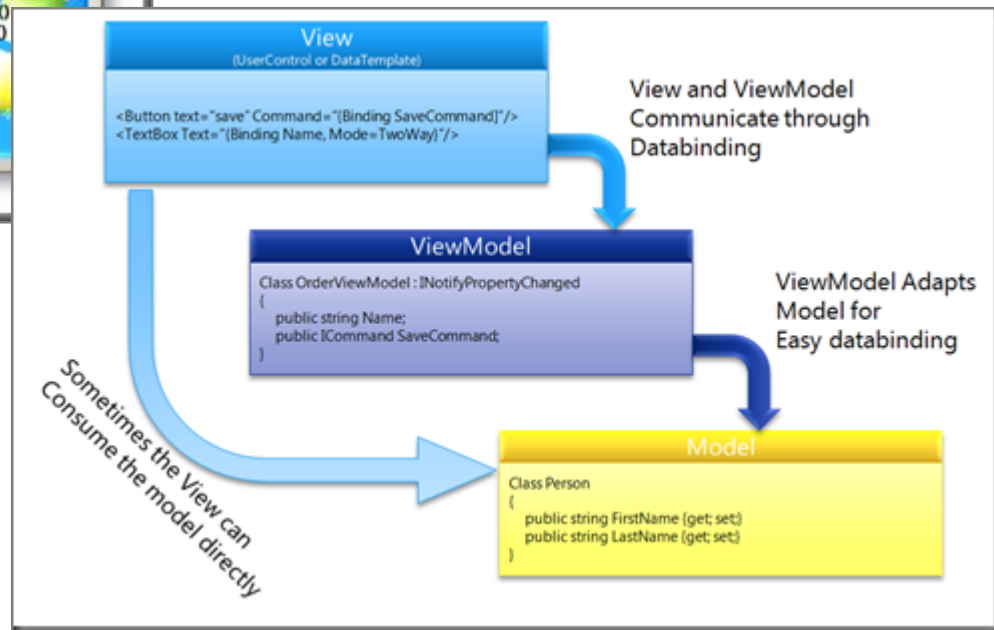 0
0
View
(UserControl or DataTemplate)
<Button text="save" Command="{Binding SaveCommand}"/>
<TextBox Text="{Binding Name, Mode=TwoWay}"/>
View and ViewModel
Communicate through
Databinding
ViewModel
Class OrderViewModel : INotifyPropertyChanged
{
public string Name;
public ICommand SaveCommand;
}
ViewModel Adapts
Model for
Easy databinding
Sometimes the View can
Consume the model directly
Model
Class Person
{
public string FirstName {get; set;}
public string LastName {get; set;}
}